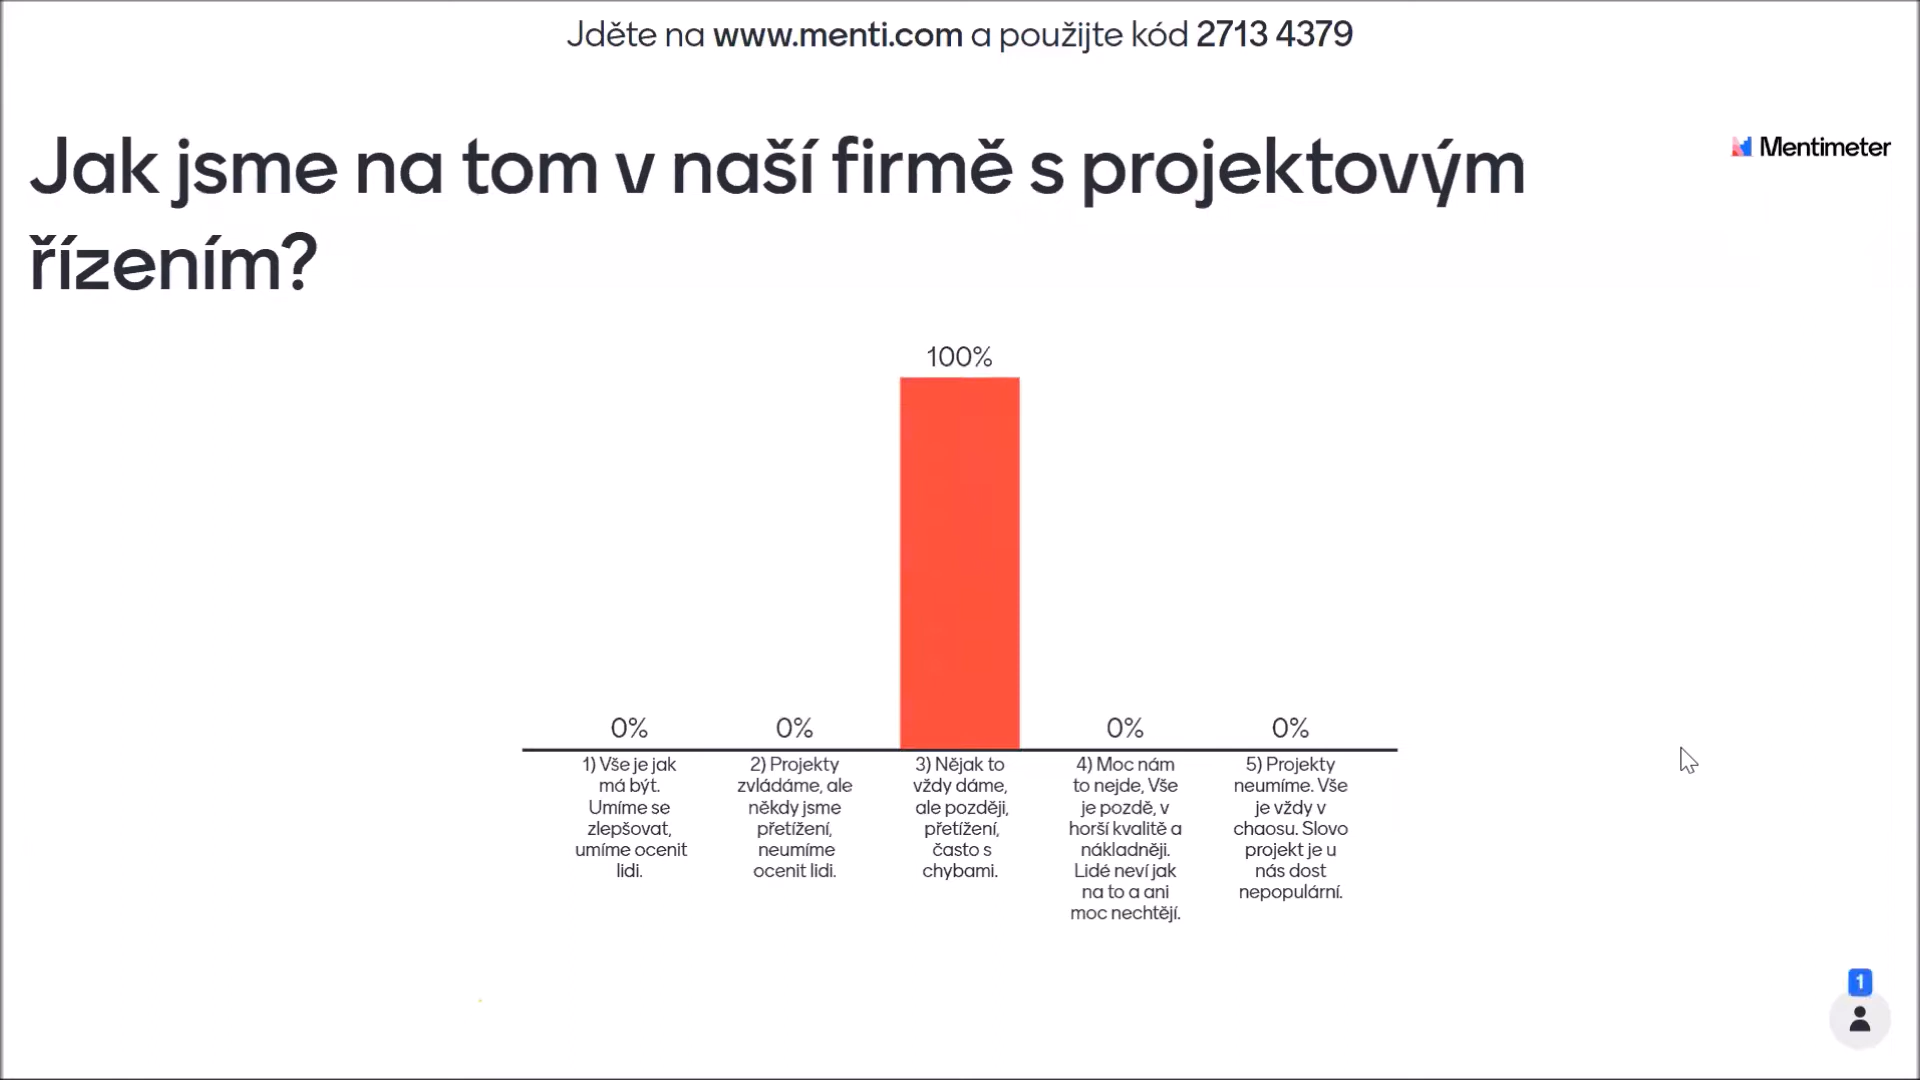 Jděte na www.menti.com a použijte kód 2713 4379
Jak jsme na tom v naší firmě s projektovým
řízením?
Mentimeter
100%
0%
0%
0%
0%
1) Vše je jak
má být.
Umíme se
zlepšovat,
umíme ocenit
lidi.
2) Projekty
zvládáme, ale
někdy jsme
přetížení,
neumíme
ocenit lidi.
3) Nějak to
vždy dáme,
ale později,
přetížení,
často s
chybami.
4) Moc nám
to nejde, Vše
je pozdě, v
horší kvalitě a
nákladněji.
Lidé neví jak
na to a ani
moc nechtějí.
5) Projekty
neumíme. Vše
je vždy v
chaosu. Slovo
projekt je u
nás dost
nepopulární.
1